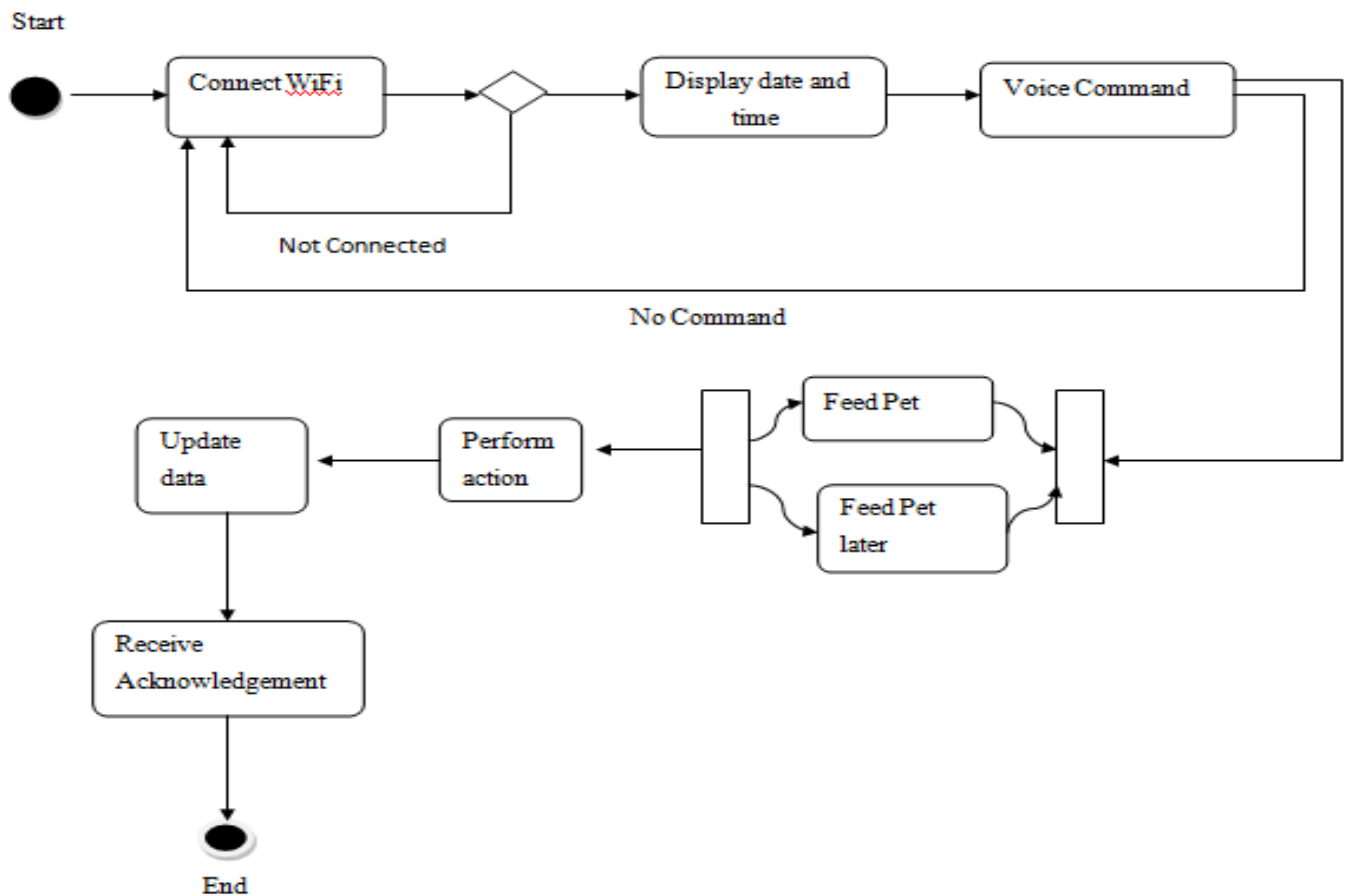 Start
Connect WiFi
Display date and
time
Voice Command
Not Connected
No Command
Feed Pet
Update
data
Perform
action
Feed Pet
later
Receive
Acknowledgement
End